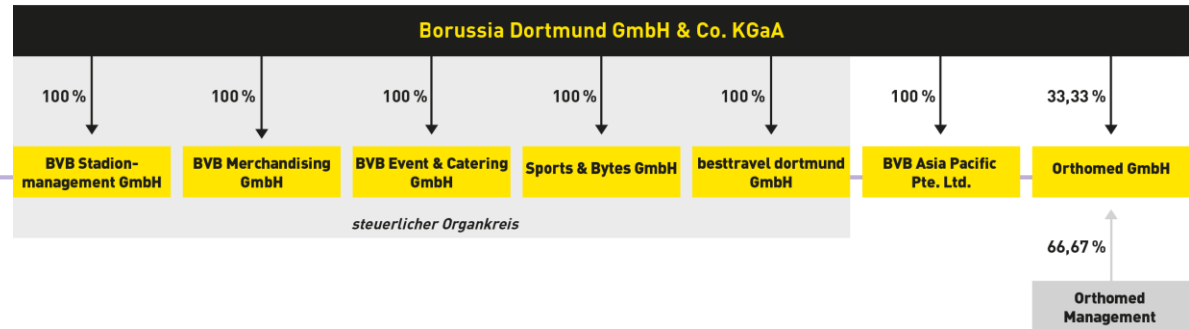 Borussia Dortmund GmbH & Co. KGaA
100 %
100 %
100 %
100 %
100 %
100 %
33,33 %
BVB Stadion-
management GmbH
BVB Merchandising
GmbH
BVB Event & Catering
GmbH
Sports & Bytes GmbH
besttravel dortmund
GmbH
BVB Asia Pacific
Pte. Ltd.
Orthomed GmbH
steuerlicher Organkreis
66,67 %
Orthomed
Management